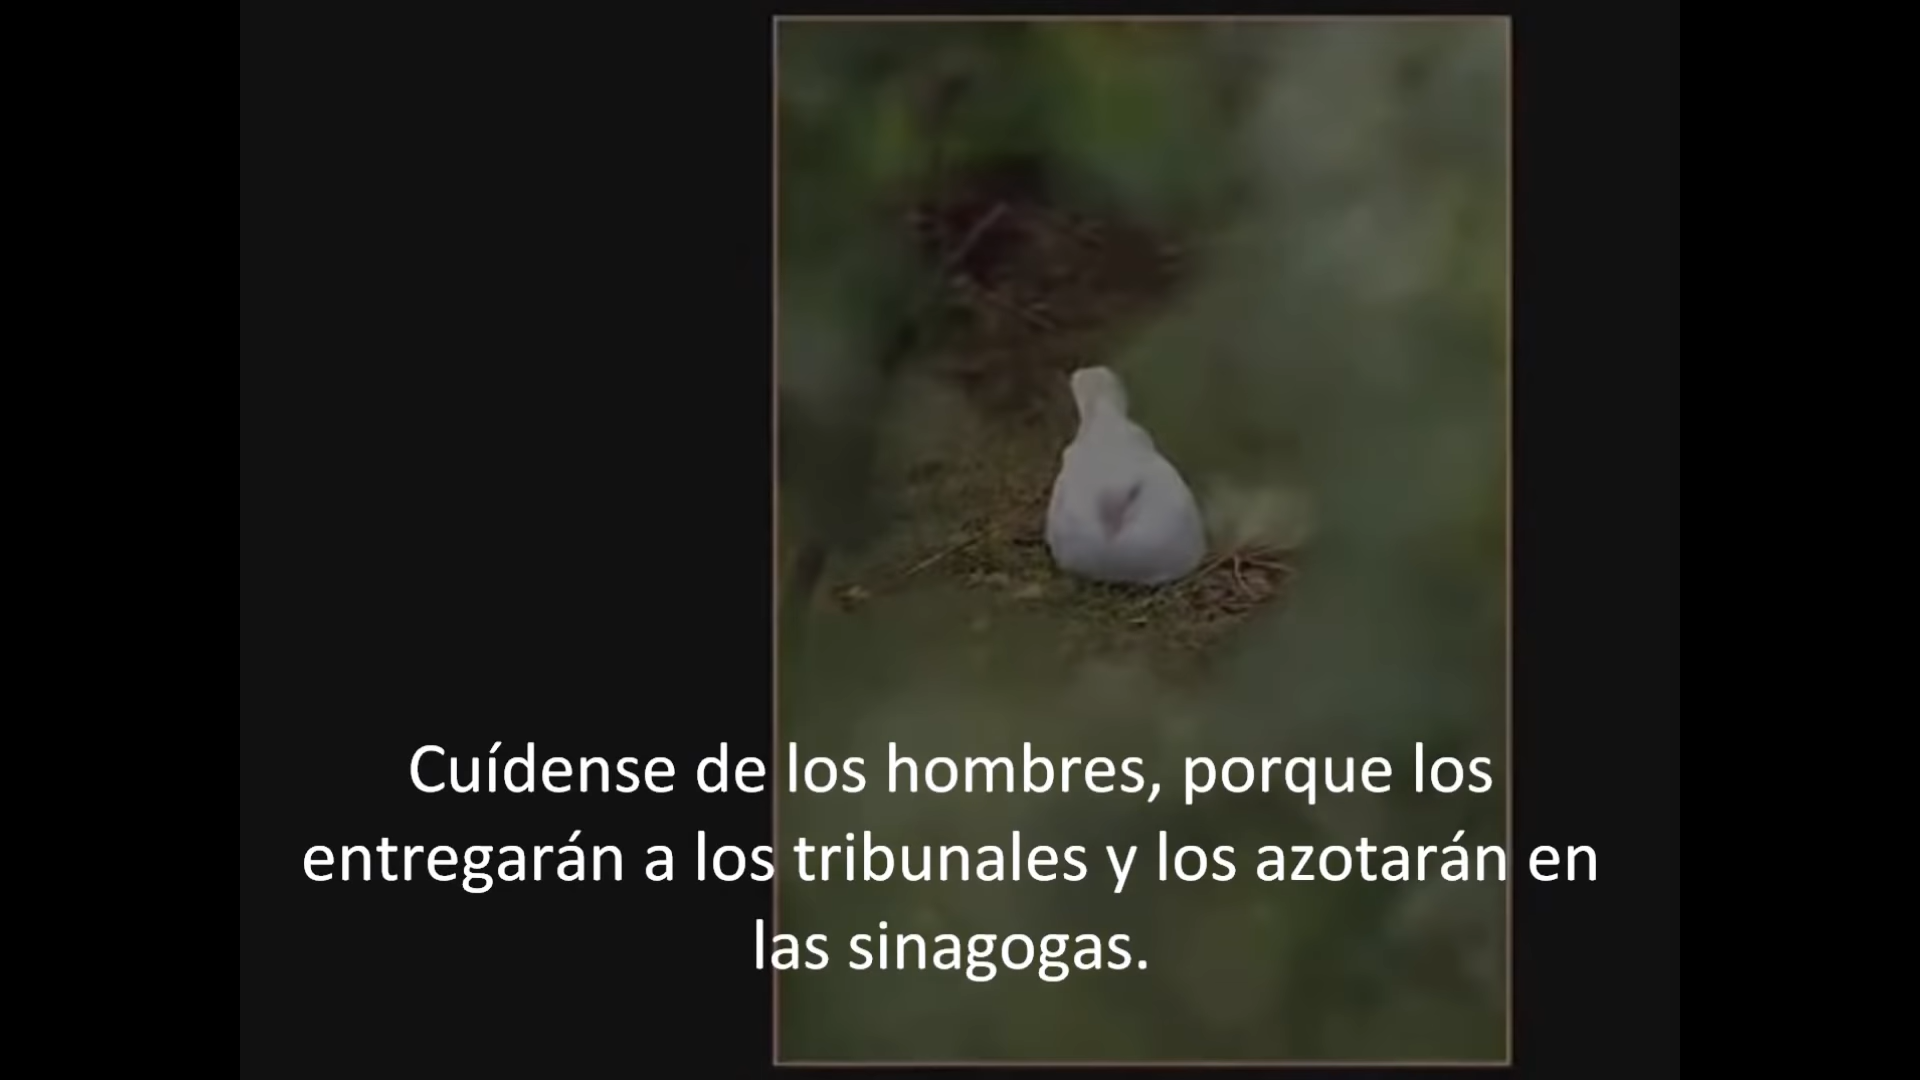 Cuídense de los hombres, porque los
entregarán a los tribunales y los azotarán en
las sinagogas.